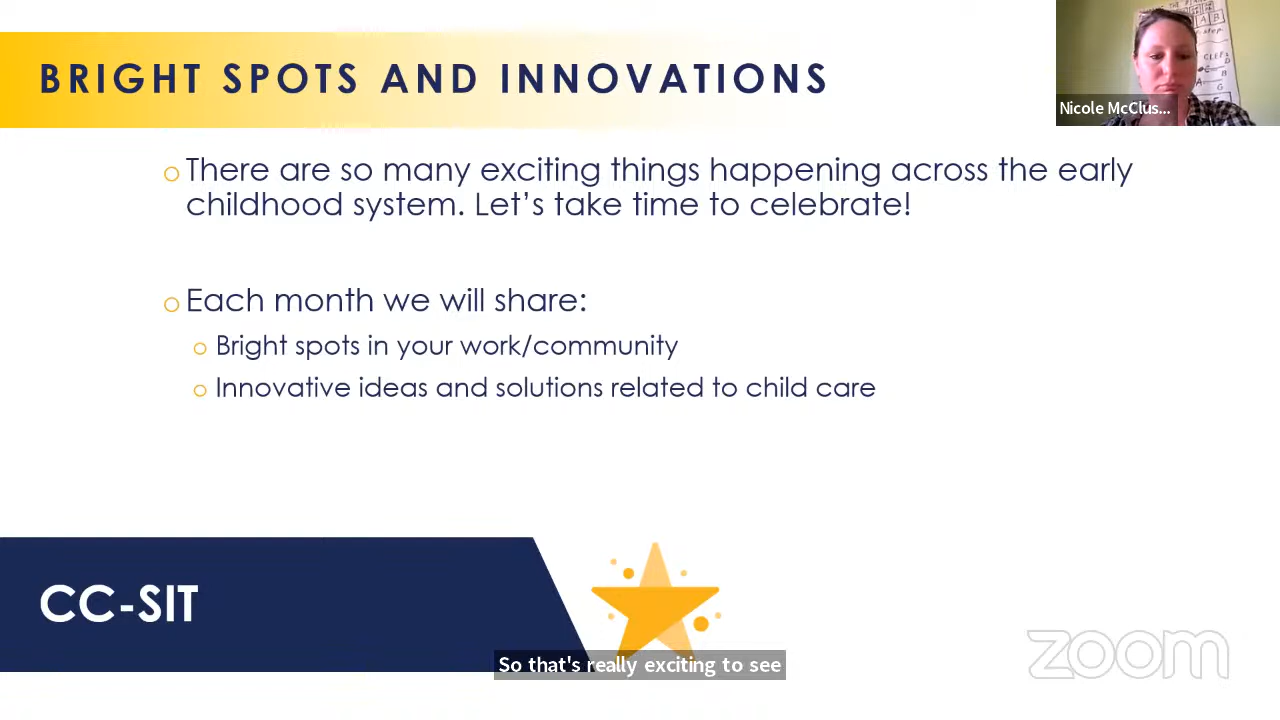 BRIGHT SPOTS AND INNOVATIONS
Nicole McClus...
There are so many exciting things happening across the early
childhood system. Let's take time to celebrate!
Each month we will share:
Bright spots in your work/community
Innovative ideas and solutions related to child care
CC-SIT
So that's really exciting to see
zoom